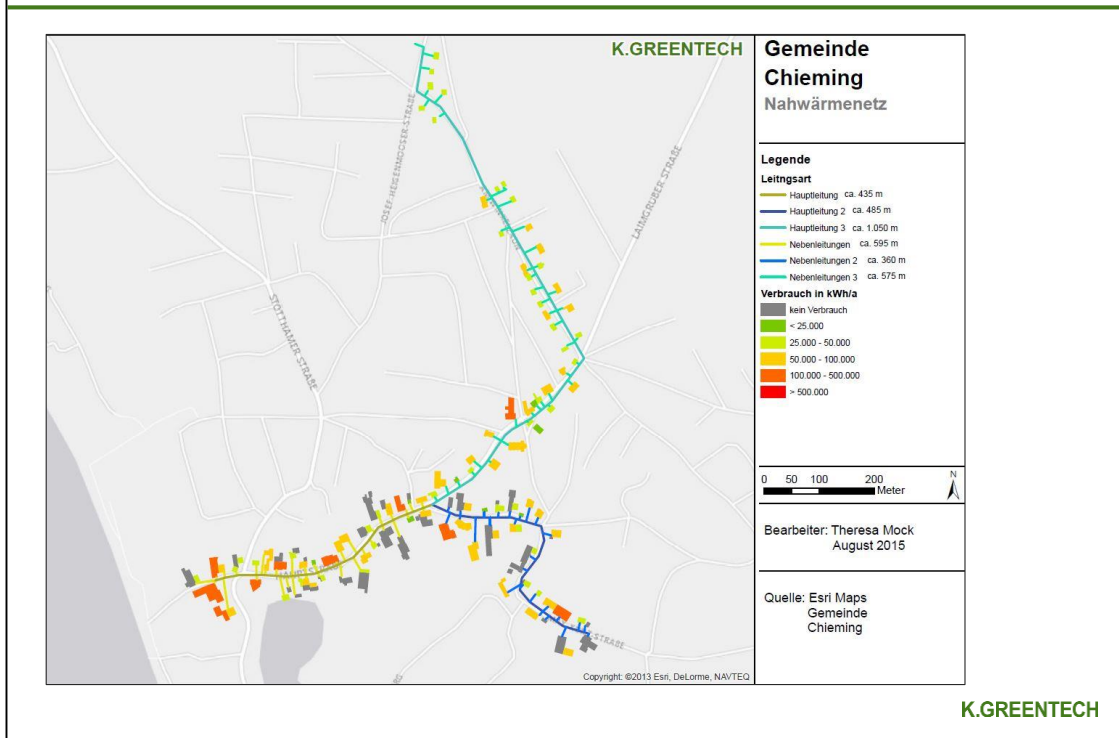 K.GREENTECH
JOSEF-HEIGENMOOSER-STRAßE
LAIMGRUBER STRAßE
STÖTTHAMER STRAßE
HAUPTSTRAßE
Copyright: ©2013 Esri, DeLorme, NAVTEQ
Gemeinde
Chieming
Nahwärmenetz
Legende
Leitngsart
Hauptleitung ca. 435 m
Hauptleitung 2 ca. 485 m
Hauptleitung 3 ca. 1.050 m
Nebenleitungen ca. 595 m
Nebenleitungen 2 ca. 360 m
Nebenleitungen 3 ca. 575 m
Verbrauch in kWh/a
kein Verbrauch
< 25.000
25.000 - 50.000
50.000 - 100.000
100.000 - 500.000
> 500.000
0 50 100 200
Meter
N
Bearbeiter: Theresa Mock
August 2015
Quelle: Esri Maps
Gemeinde
Chieming
K.GREENTECH